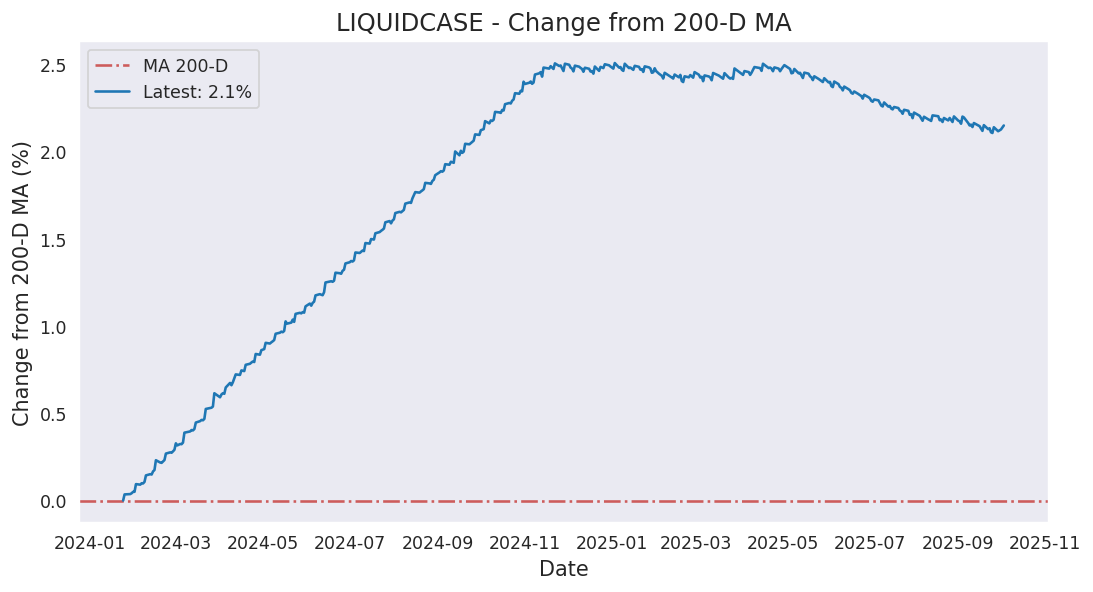 LIQUIDCASE - Change from 200-D MA
MA 200-D
Latest: 2.1%
Change from 200-D MA (%)
2.5
2.0
1.5
1.0
0.5
0.0
2024-01 2024-03 2024-05 2024-07 2024-09 2024-11 2025-01 2025-03 2025-05 2025-07 2025-09 2025-11
Date